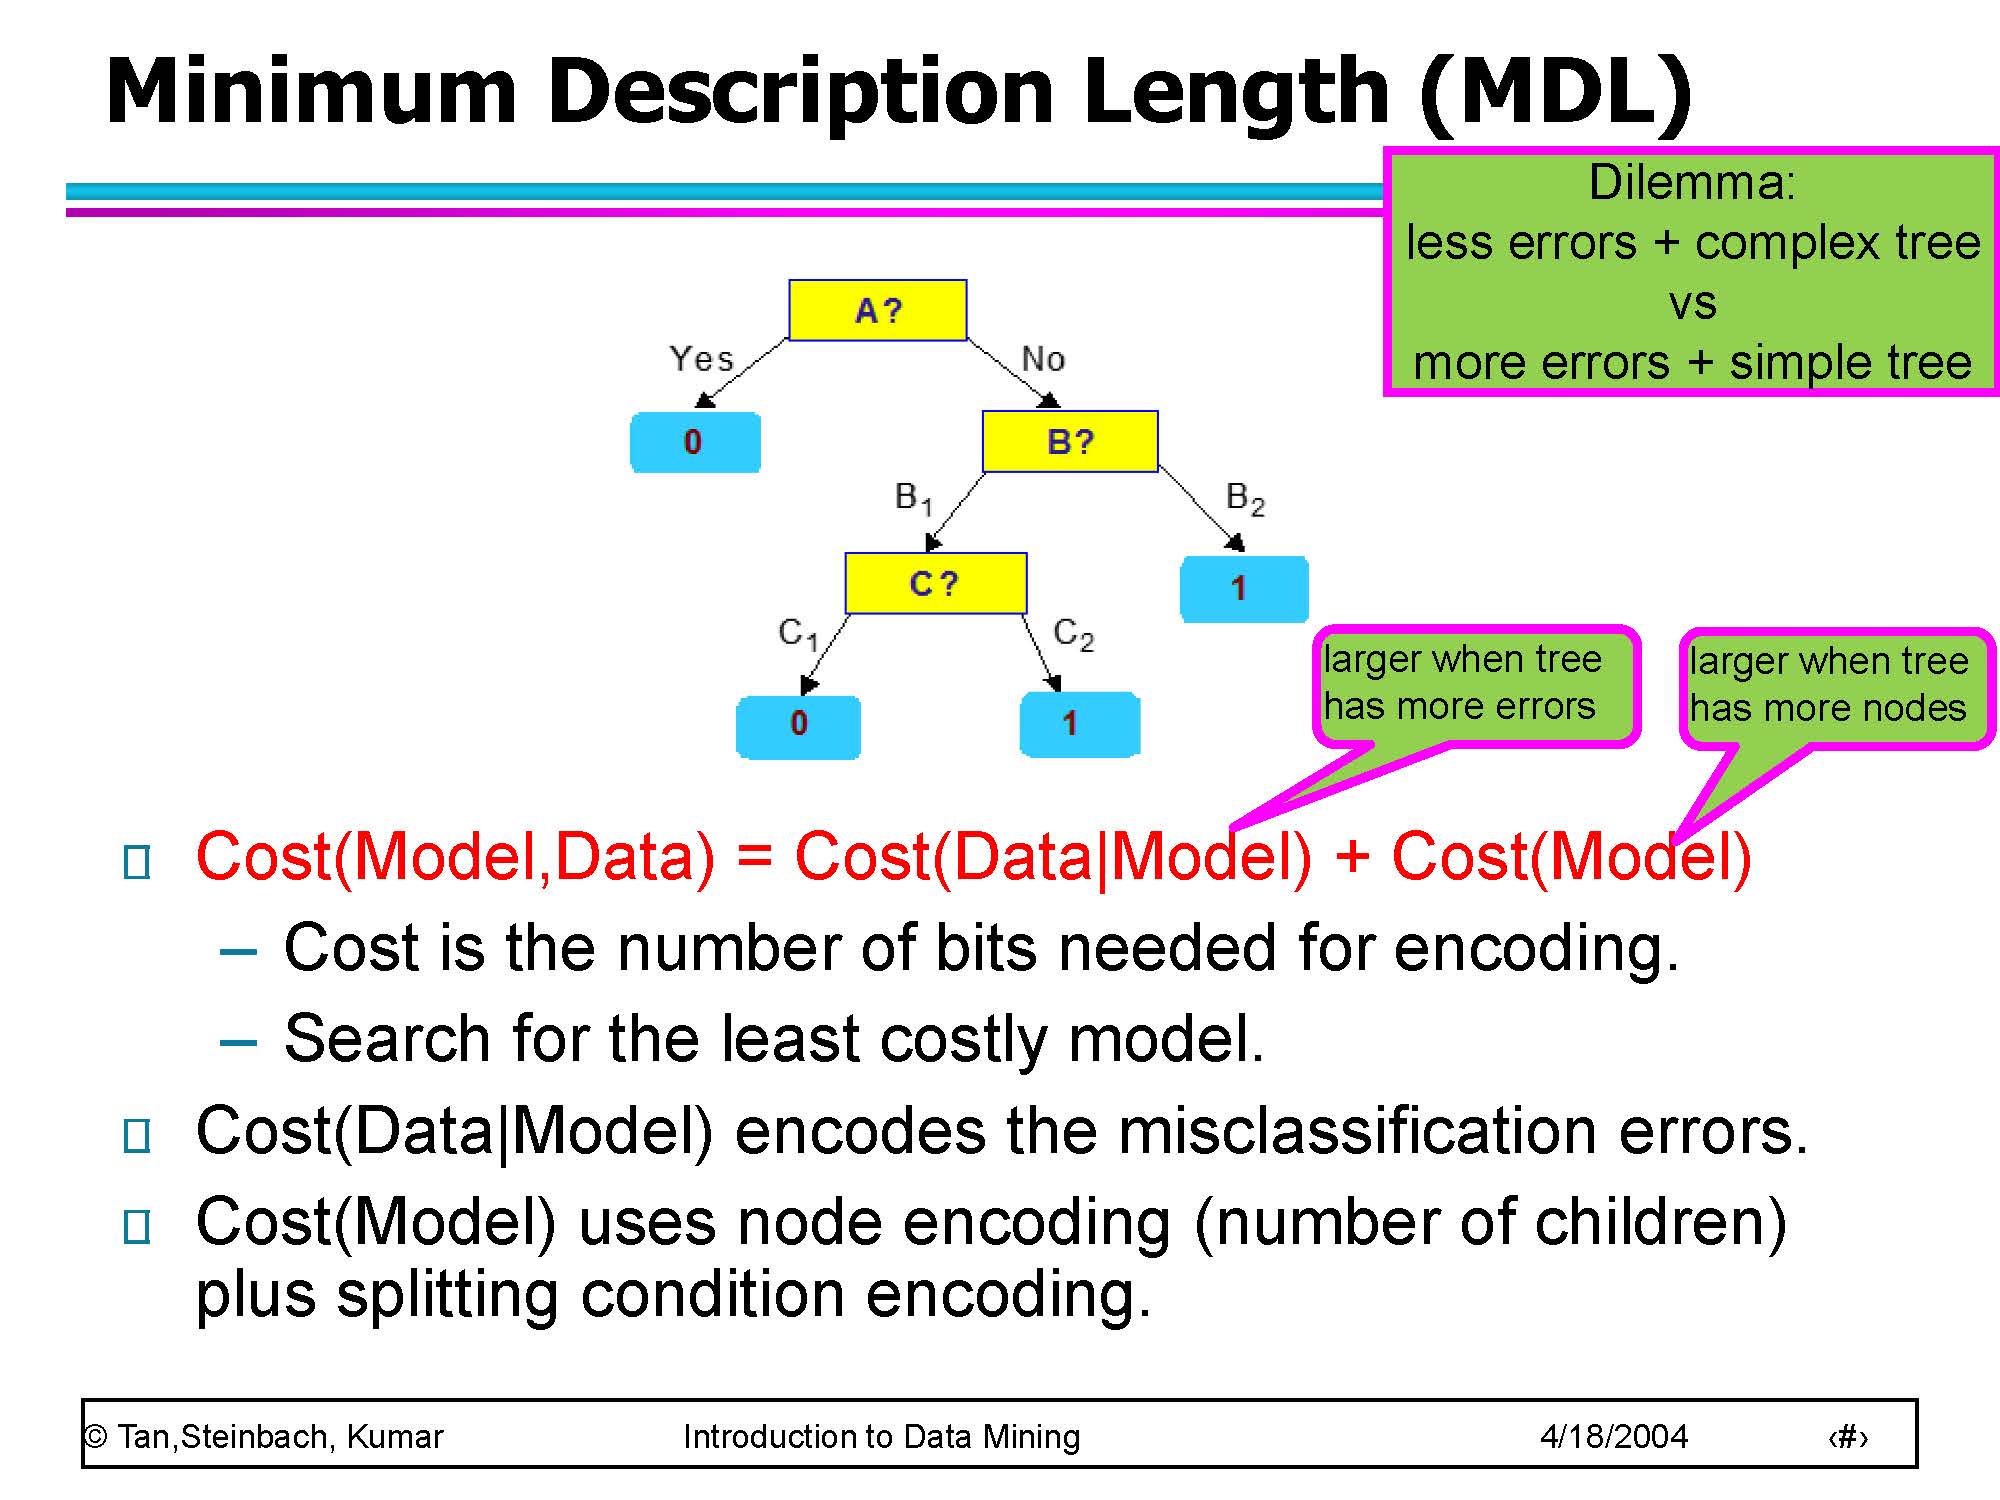 Minimum Description Length (MDL)
Dilemma:
less errors + complex tree
vs
more errors + simple tree
A?
Yes
No
0
B?
B1
B2
C?
1
C1
C2
0
1
larger when tree
has more errors
larger when tree
has more nodes
Cost(Model,Data) = Cost(Data|Model) + Cost(Model)
– Cost is the number of bits needed for encoding.
– Search for the least costly model.
Cost(Data|Model) encodes the misclassification errors.
Cost(Model) uses node encoding (number of children)
plus splitting condition encoding.
© Tan,Steinbach, Kumar Introduction to Data Mining 4/18/2004 ‹#›